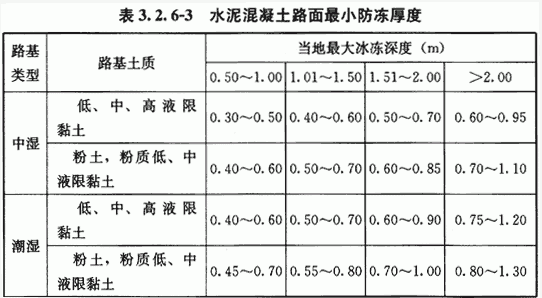 表 3.2.6-3 水泥混凝土路面最小防冻厚度
路基类型 路基土质 当地最大冰冻深度（m）
0.50～1.00 1.01～1.50 1.51～2.00 ＞2.00
中湿 低、中、高液限黏土 0.30～0.50 0.40～0.60 0.50～0.70 0.60～0.95
粉土，粉质低、中液限黏土 0.40～0.60 0.50～0.70 0.60～0.85 0.70～1.10
潮湿 低、中、高液限黏土 0.40～0.60 0.50～0.70 0.60～0.90 0.75～1.20
粉土，粉质低、中液限黏土 0.45～0.70 0.55～0.80 0.70～1.00 0.80～1.30